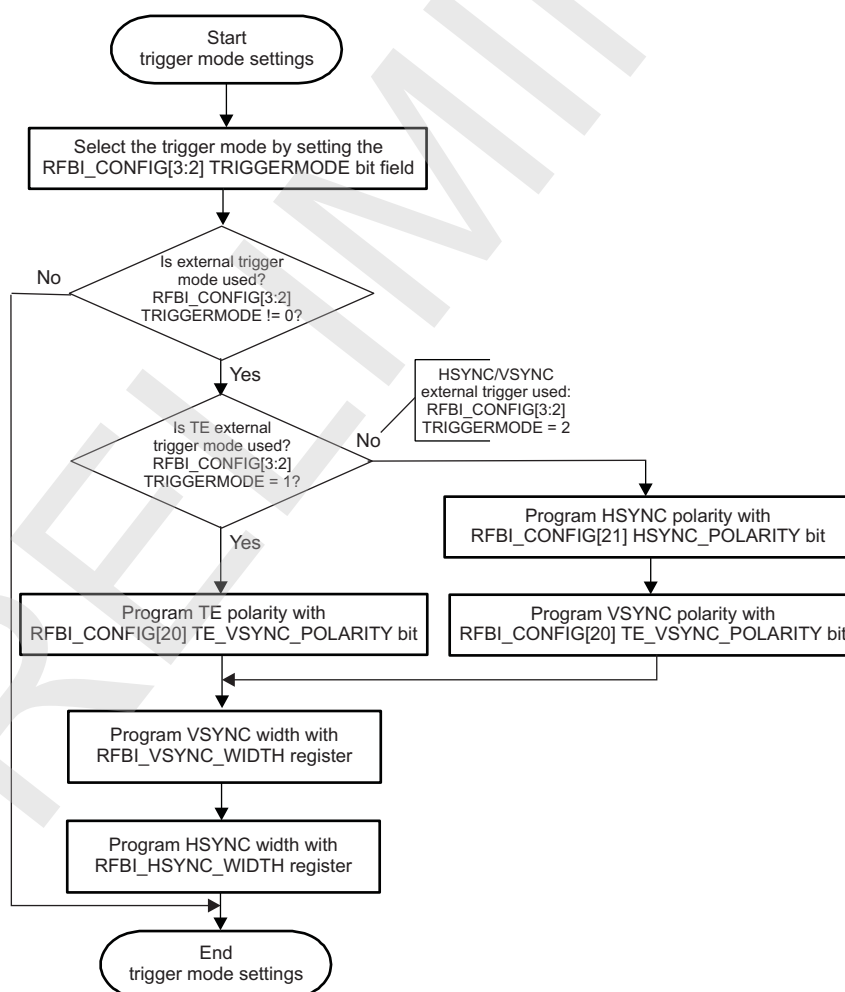 Start
trigger mode settings
Select the trigger mode by setting the
RFBI_CONFIG[3:2] TRIGGERMODE bit field
Is external trigger
mode used?
RFBI_CONFIG[3:2]
TRIGGERMODE != 0?
No
Yes
HSYNC/VSYNC
external trigger used:
RFBI_CONFIG[3:2]
TRIGGERMODE = 2
Is TE external
trigger mode used?
RFBI_CONFIG[3:2]
TRIGGERMODE = 1?
No
Yes
Program HSYNC polarity with
RFBI_CONFIG[21] HSYNC_POLARITY bit
Program TE polarity with
RFBI_CONFIG[20] TE_VSYNC_POLARITY bit
Program VSYNC polarity with
RFBI_CONFIG[20] TE_VSYNC_POLARITY bit
Program VSYNC width with
RFBI_VSYNC_WIDTH register
Program HSYNC width with
RFBI_HSYNC_WIDTH register
End
trigger mode settings
RELIMI